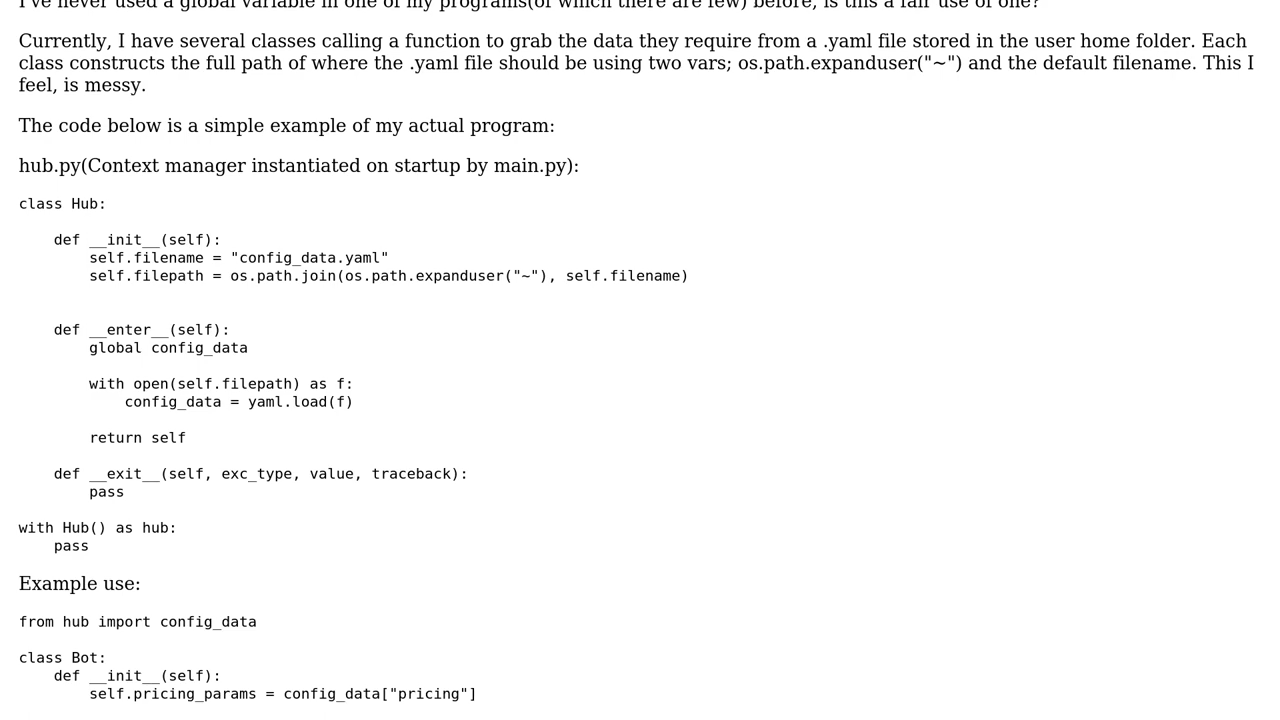 I've never used a global variable in one of my programs(of which there are few) before, is this a fair use of one?
Currently, I have several classes calling a function to grab the data they require from a .yaml file stored in the user home folder. Each
class constructs the full path of where the .yaml file should be using two vars; os.path.expanduser("~") and the default filename. This I
feel, is messy.
The code below is a simple example of my actual program:
hub.py(Context manager instantiated on startup by main.py):
class Hub:
    def __init__(self):
        self.filename = "config_data.yaml"
        self.filepath = os.path.join(os.path.expanduser("~"), self.filename)
    def __enter__(self):
        global config_data
        with open(self.filepath) as f:
            config_data = yaml.load(f)
        return self
    def __exit__(self, exc_type, value, traceback):
        pass
with Hub() as hub:
    pass
Example use:
from hub import config_data
class Bot:
    def __init__(self):
        self.pricing_params = config_data["pricing"]